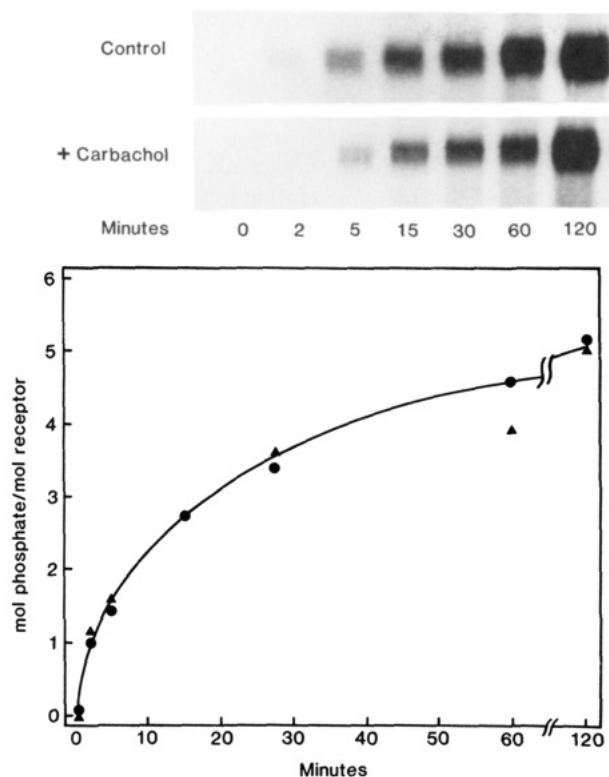 Control
+ Carbachol
Minutes 0 2 5 15 30 60 120
6
5
4
3
2
1
0
mol phosphate/mol receptor
0 10 20 30 40 50 60 120
Minutes